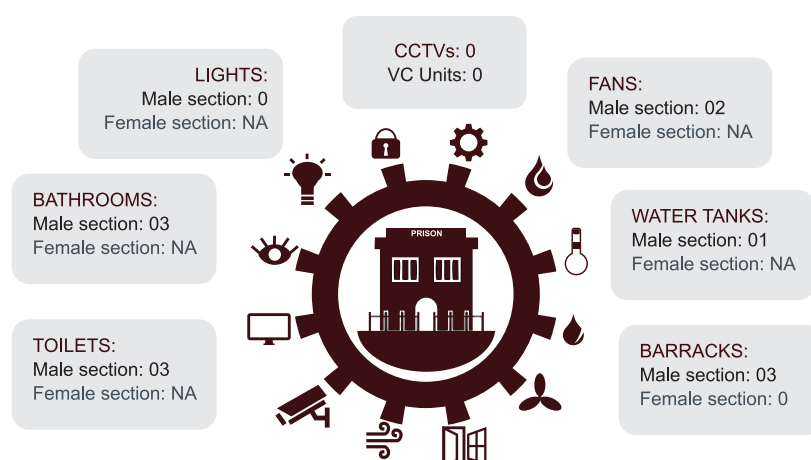 CCTVs: 0
VC Units: 0
LIGHTS:
Male section: 0
Female section: NA
FANS:
Male section: 02
Female section: NA
BATHROOMS:
Male section: 03
Female section: NA
WATER TANKS:
Male section: 01
Female section: NA
PRISON
TOILETS:
Male section: 03
Female section: NA
BARRACKS:
Male section: 03
Female section: 0